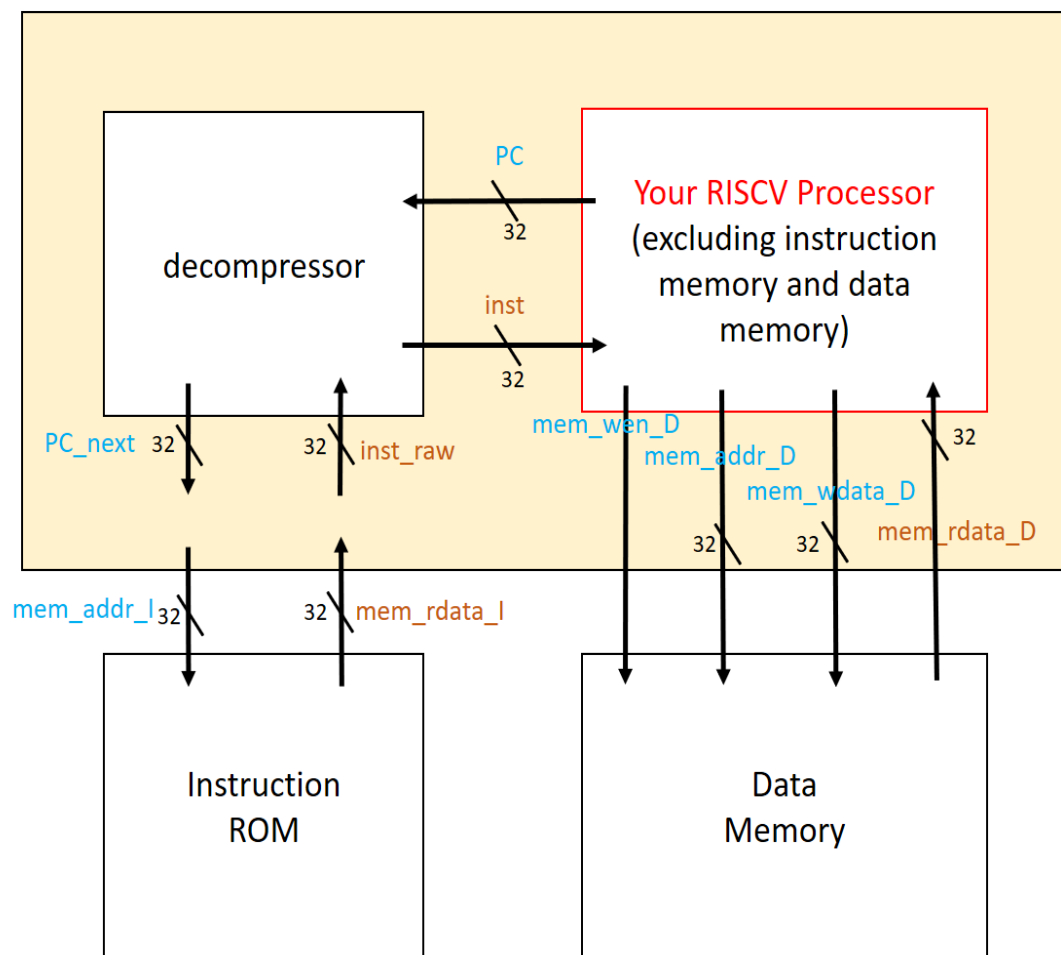 PC
32
Your RISCV Processor
(excluding instruction
memory and data
memory)
decompressor
inst
32
PC_next
32
32
inst_raw
mem_wen_D
mem_addr_D
mem_wdata_D
mem_rdata_D
32
32
32
mem_addr_I
32
32
mem_rdata_I
Instruction
ROM
Data
Memory